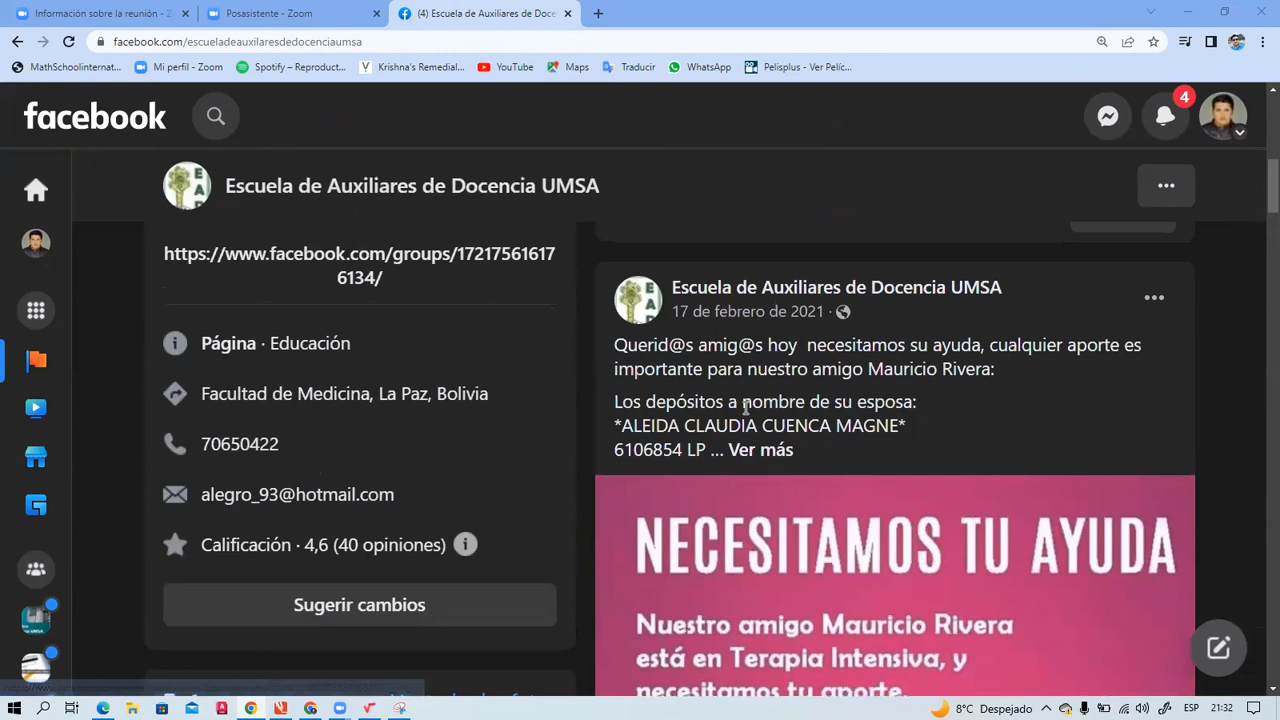 Información sobre la reunión - Z
Posasistente - Zoom
(4) Escuela de Auxiliares de Doce
facebook.com/escueladeauxilaresdedocenciaumsa
MathSchoolinternat...
Mi perfil - Zoom
Spotify – Reproduct...
Krishna's Remedial...
YouTube
Maps
Traducir
WhatsApp
Pelisplus - Ver Pelíc...
facebook
4
Escuela de Auxiliares de Docencia UMSA
https://www.facebook.com/groups/17217561617
6134/
Página · Educación
Facultad de Medicina, La Paz, Bolivia
70650422
alegro_93@hotmail.com
Calificación · 4,6 (40 opiniones)
Sugerir cambios
EAD
Escuela de Auxiliares de Docencia UMSA
17 de febrero de 2021 ·
Querid@s amig@s hoy necesitamos su ayuda, cualquier aporte es
importante para nuestro amigo Mauricio Rivera:
Los depósitos a nombre de su esposa:
*ALEIDA CLAUDIA CUENCA MAGNE*
6106854 LP ... Ver más
NECESITAMOS TU AYUDA
Nuestro amigo Mauricio Rivera
está en Terapia Intensiva, y
necesitamos tu aporte.
8°C Despejado
ESP
21:32